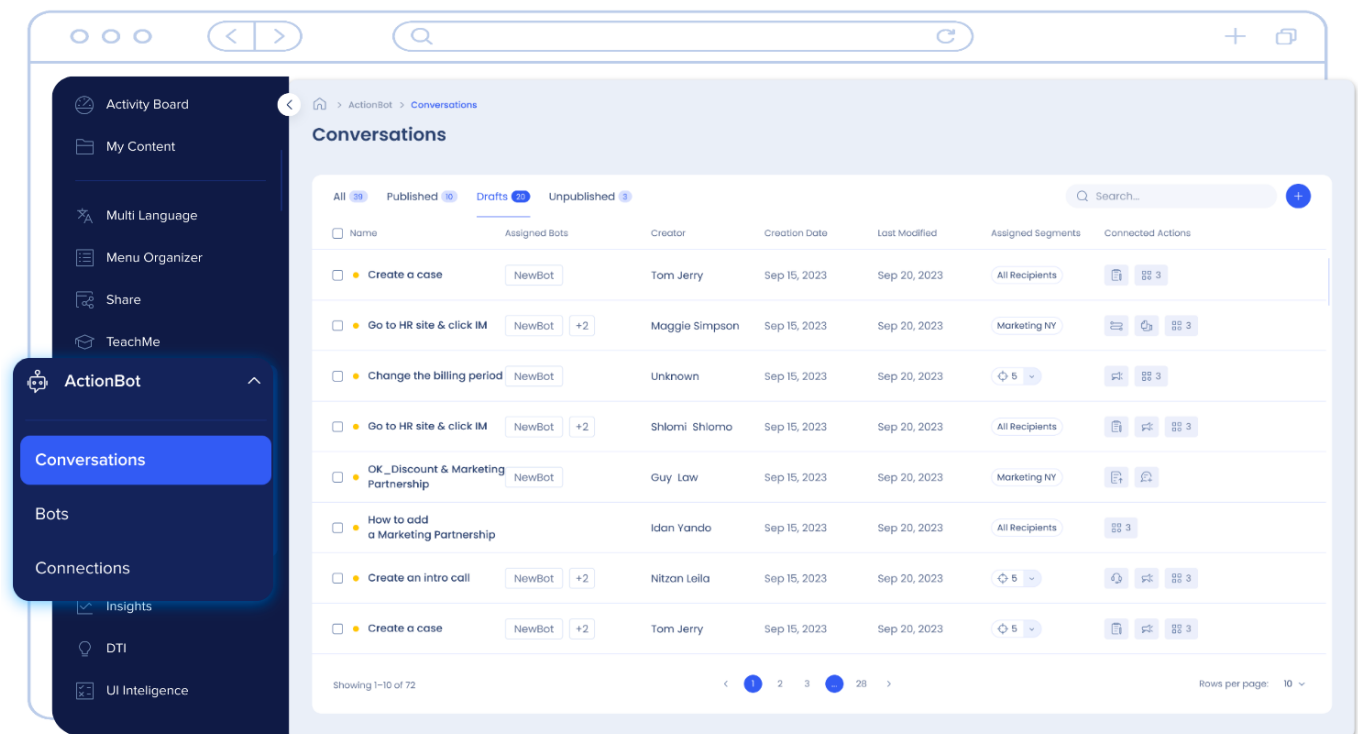 Activity Board
My Content
Multi Language
Menu Organizer
Share
TeachMe
ActionBot
Conversations
Bots
Connections
Insights
DTI
UI Inteligence
> ActionBot > Conversations
Conversations
All 39 Published 10 Drafts 20 Unpublished 3 Search...
Name Assigned Bots Creator Creation Date Last Modified Assigned Segments Connected Actions
Create a case NewBot Tom Jerry Sep 15, 2023 Sep 20, 2023 All Recipients 3
Go to HR site & click IM NewBot +2 Maggie Simpson Sep 15, 2023 Sep 20, 2023 Marketing NY 3
Change the billing period NewBot Unknown Sep 15, 2023 Sep 20, 2023 5 3
Go to HR site & click IM NewBot +2 Shlomi Shlomo Sep 15, 2023 Sep 20, 2023 All Recipients 3
OK_Discount & Marketing
Partnership NewBot Guy Law Sep 15, 2023 Sep 20, 2023 Marketing NY
How to add
a Marketing Partnership Idan Yando Sep 15, 2023 Sep 20, 2023 All Recipients 3
Create an intro call NewBot +2 Nitzan Leila Sep 15, 2023 Sep 20, 2023 5 3
Create a case NewBot +2 Tom Jerry Sep 15, 2023 Sep 20, 2023 5 3
Showing 1-10 of 72 < 1 2 3 ... 28 > Rows per page: 10